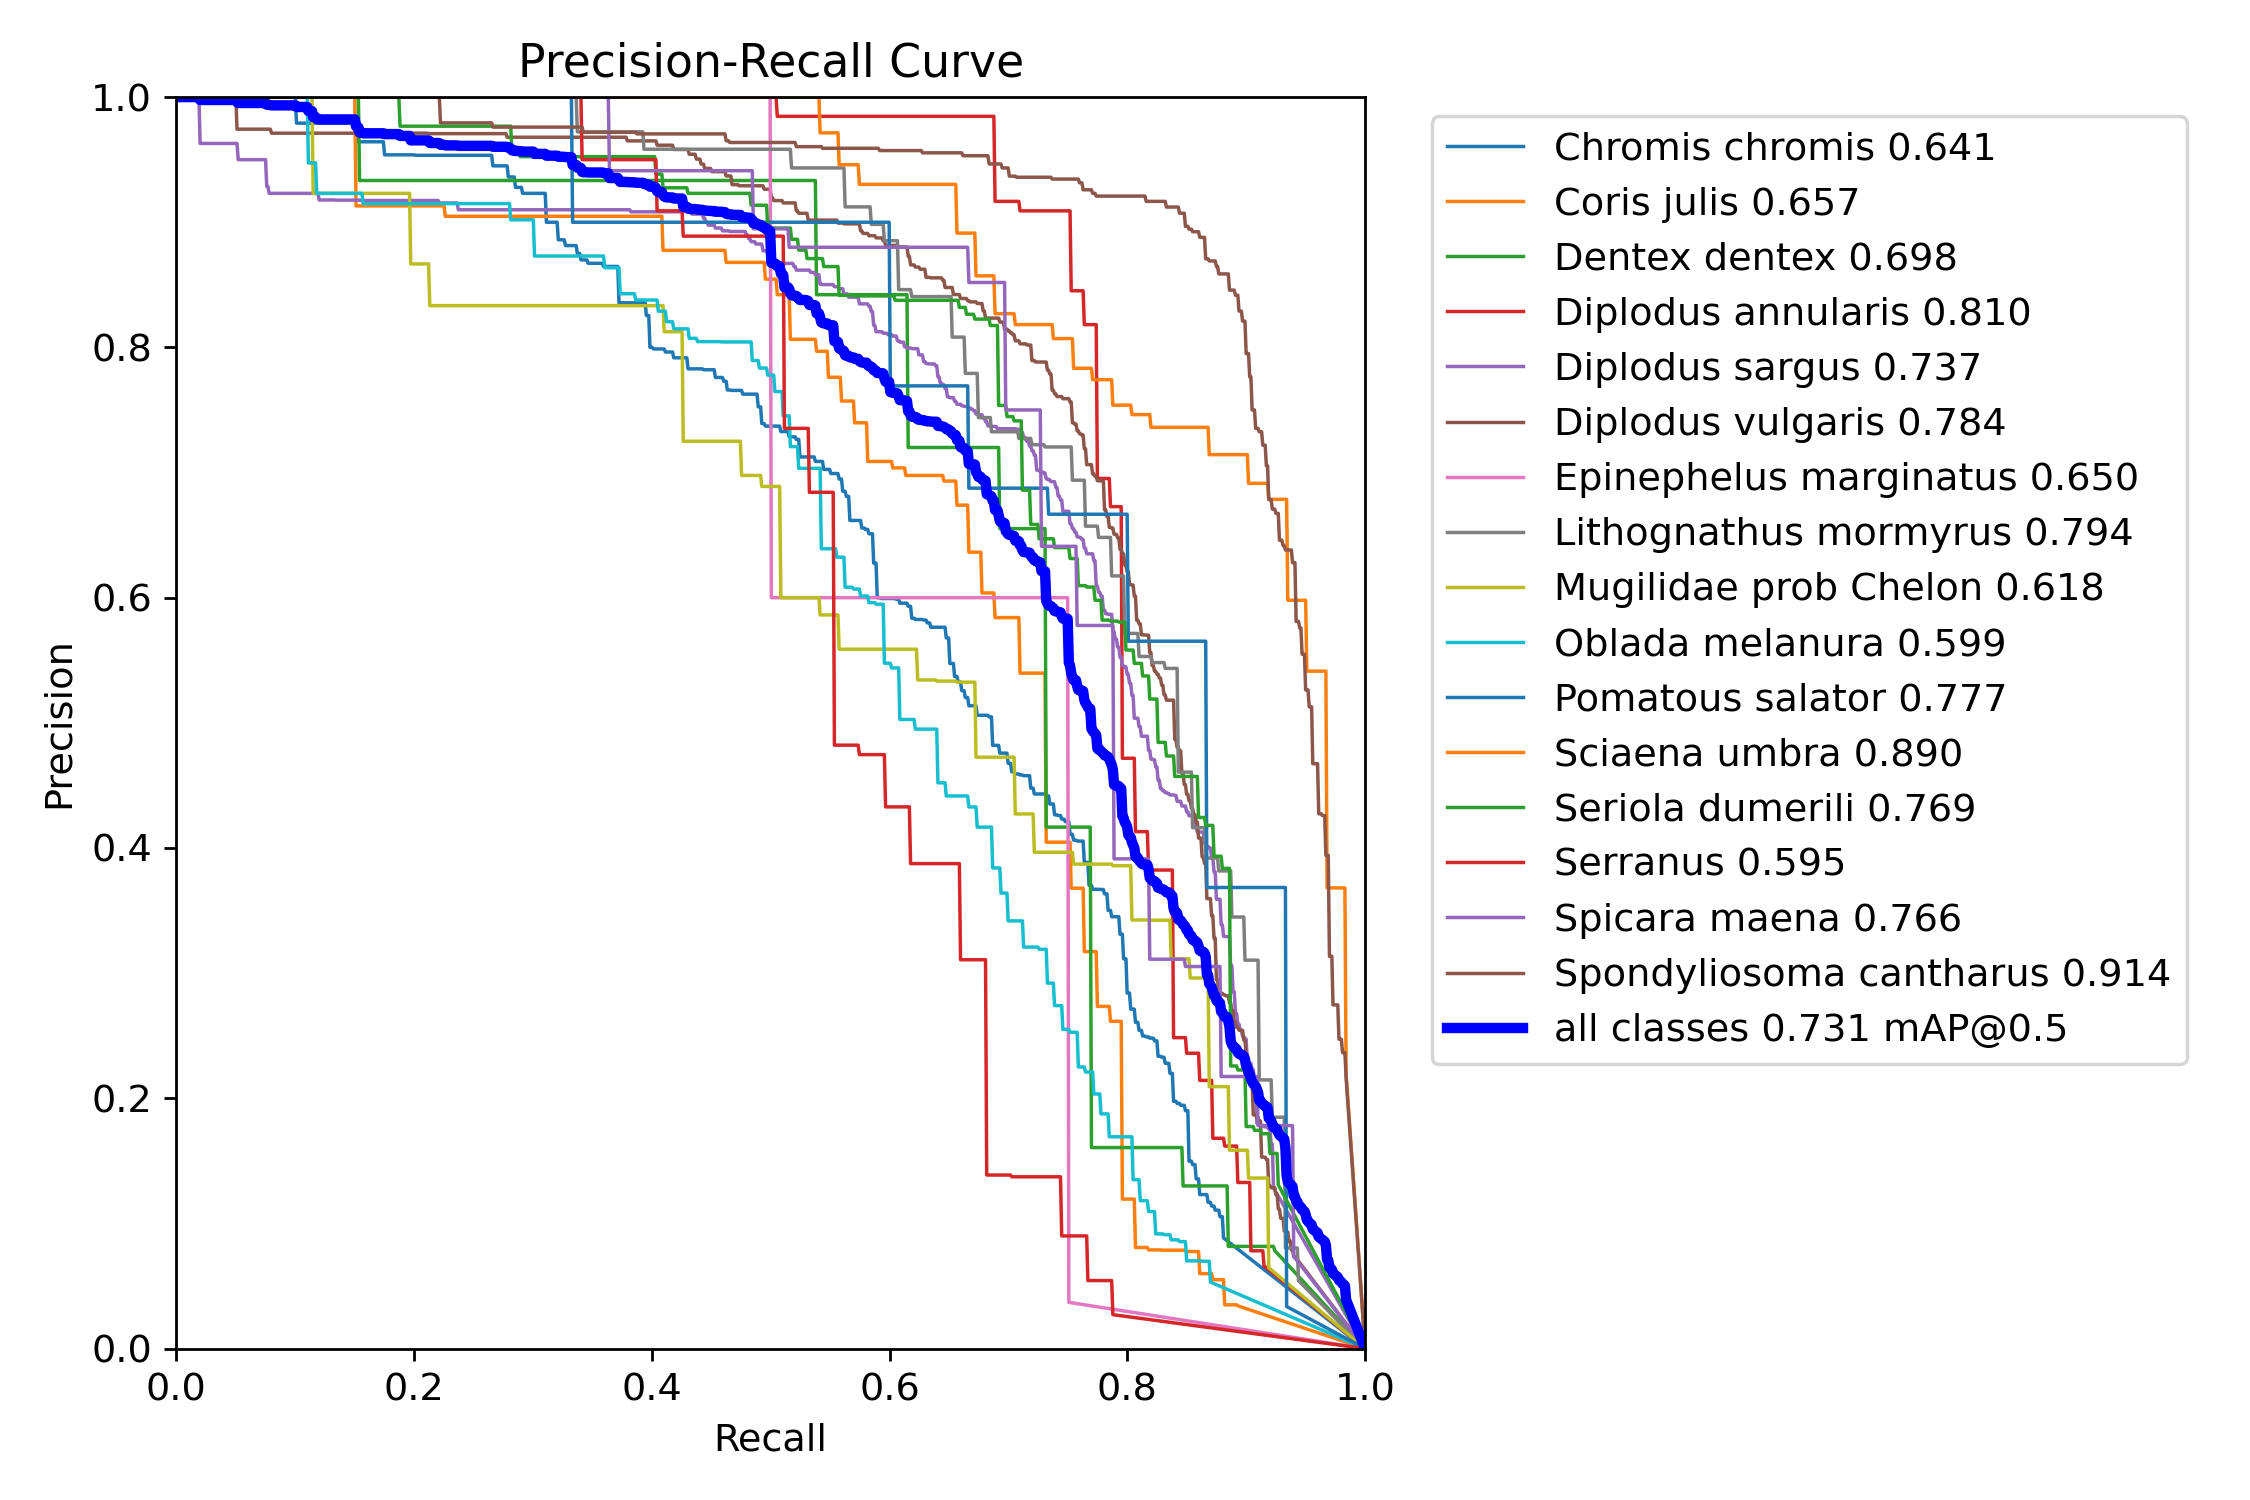 Precision-Recall Curve
1.0
0.8
0.6
0.4
0.2
0.0
Precision
0.0 0.2 0.4 0.6 0.8 1.0
Recall
Chromis chromis 0.641
Coris julis 0.657
Dentex dentex 0.698
Diplodus annularis 0.810
Diplodus sargus 0.737
Diplodus vulgaris 0.784
Epinephelus marginatus 0.650
Lithognathus mormyrus 0.794
Mugilidae prob Chelon 0.618
Oblada melanura 0.599
Pomatous salator 0.777
Sciaena umbra 0.890
Seriola dumerili 0.769
Serranus 0.595
Spicara maena 0.766
Spondyliosoma cantharus 0.914
all classes 0.731 mAP@0.5